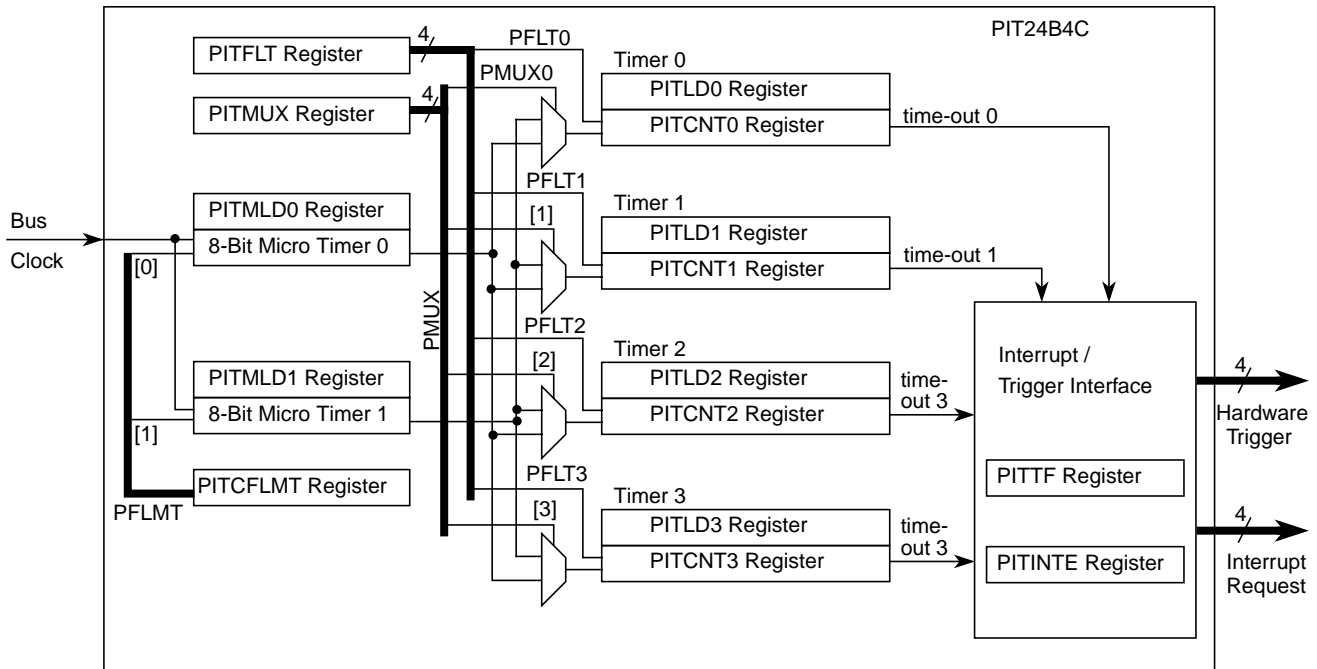 PIT24B4C
4
PITFLT Register
PFLT0
Timer 0
PMUX0
PITLD0 Register
4
PITMUX Register
PITCNT0 Register
time-out 0
PFLT1
Timer 1
PITMLD0 Register
[1]
PITLD1 Register
Bus
Clock
8-Bit Micro Timer 0
PITCNT1 Register
time-out 1
[0]
PMUX
PFLT2
Timer 2
Interrupt /
Trigger Interface
PITMLD1 Register
[2]
PITLD2 Register
time-
out 3
4
Hardware
Trigger
8-Bit Micro Timer 1
PITCNT2 Register
[1]
PFLT3
PITTF Register
PITCFLMT Register
PFLMT
Timer 3
[3]
PITLD3 Register
time-
out 3
4
Interrupt
Request
PITCNT3 Register
PITINTE Register